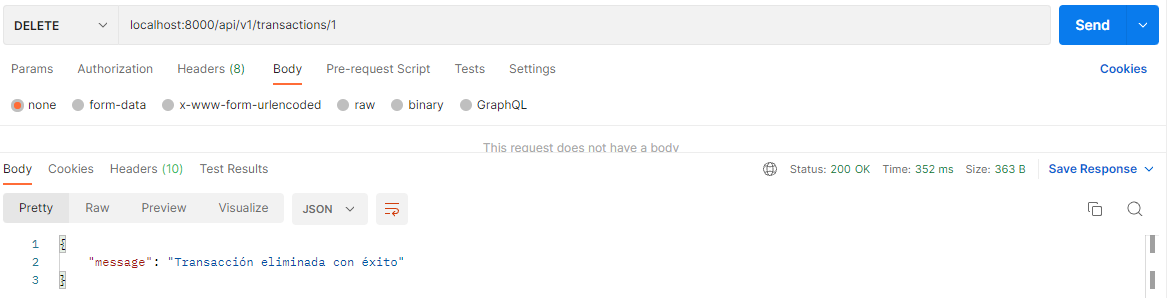 DELETE localhost:8000/api/v1/transactions/1 Send
Params Authorization Headers (8) Body Pre-request Script Tests Settings Cookies
none form-data x-www-form-urlencoded raw binary GraphQL
This request does not have a body
Body Cookies Headers (10) Test Results Status: 200 OK Time: 352 ms Size: 363 B Save Response
Pretty Raw Preview Visualize JSON
1 {
2 "message": "Transacción eliminada con éxito"
3 }